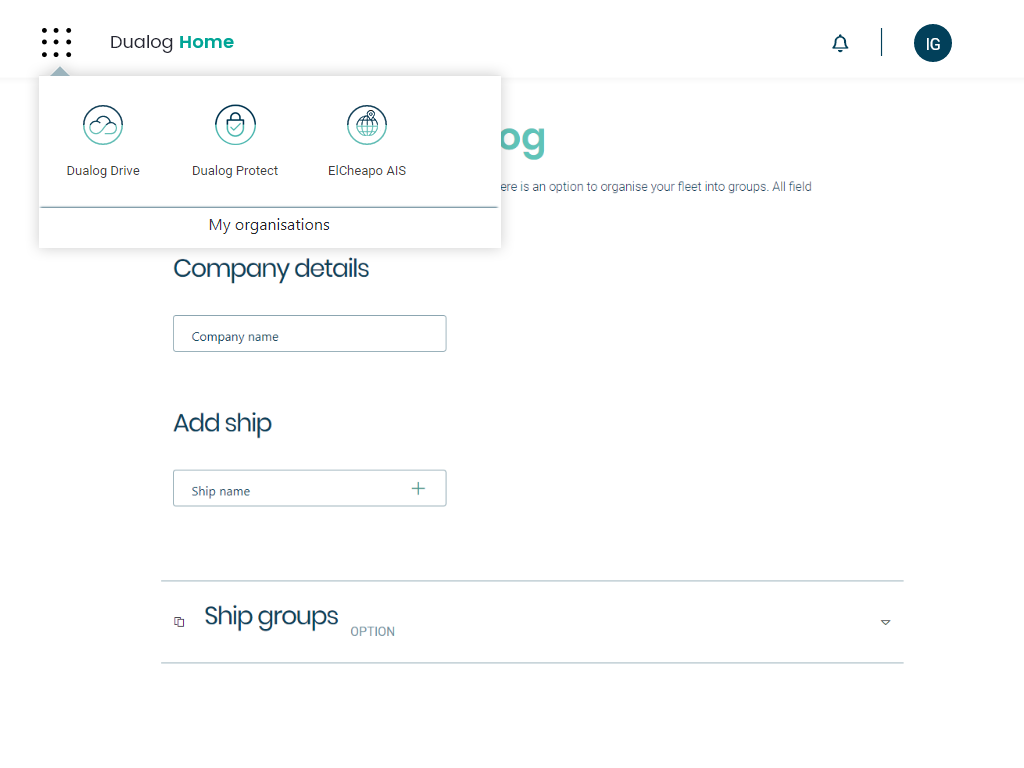 Dualog Home
IG
Dualog Drive
Dualog Protect
ElCheapo AIS
og
ere is an option to organise your fleet into groups. All field
My organisations
Company details
Company name
Add ship
Ship name
Ship groups
OPTION